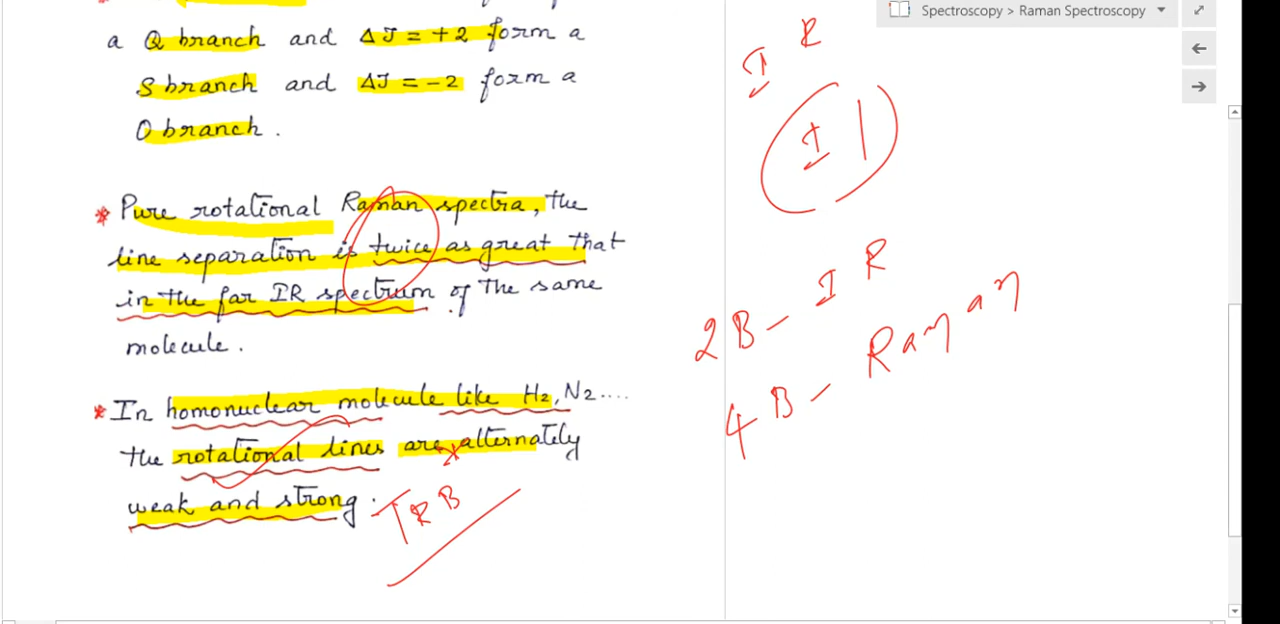 Spectroscopy > Raman Spectroscopy
a Q branch and ΔJ = +2 form a
S branch and ΔJ = -2 form a
O branch.
* Pure rotational Raman spectra, the
line separation is twice as great that
in the far IR spectrum of the same
molecule.
* In homonuclear molecule like H2, N2....
the rotational lines are alternately
weak and strong.
TRB
IR
I
2B - IR
4B - Raman